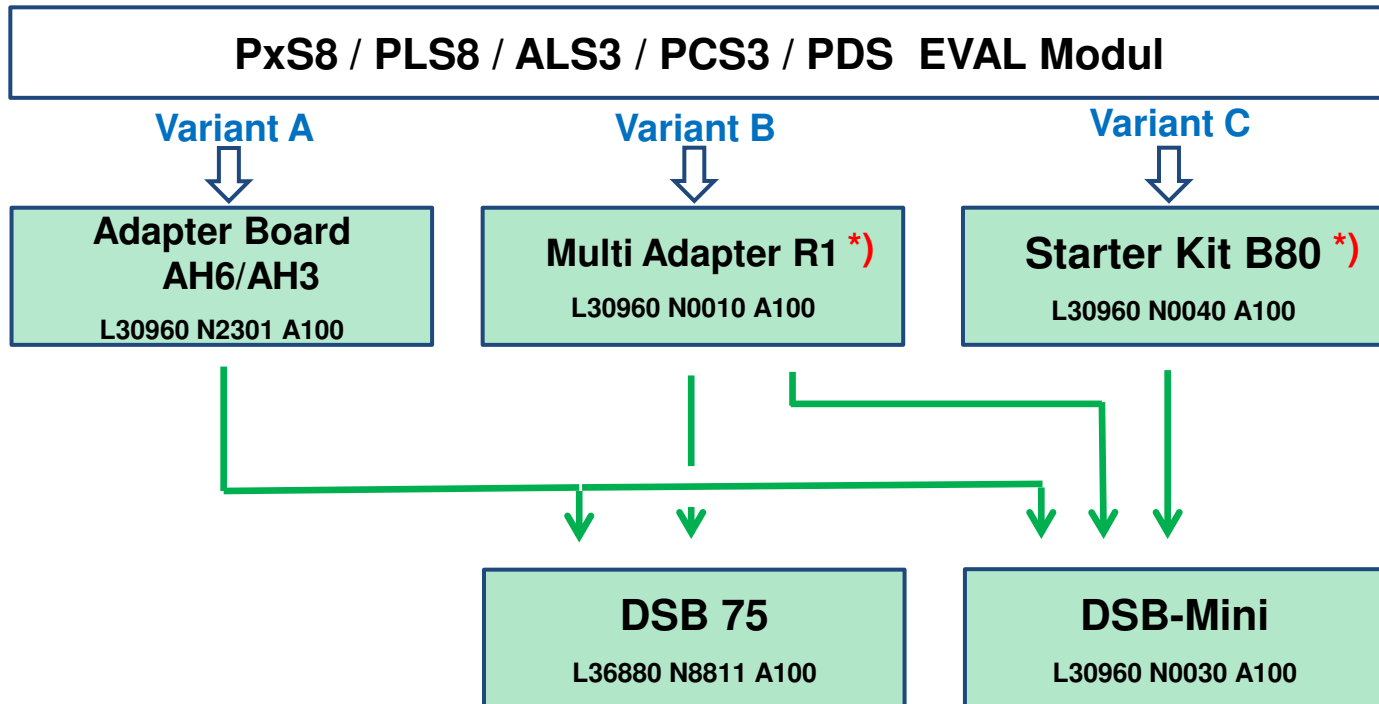 PxS8 / PLS8 / ALS3 / PCS3 / PDS EVAL Modul
Variant A
Variant B
Variant C
Adapter Board
AH6/AH3
L30960 N2301 A100
Multi Adapter R1 *)
L30960 N0010 A100
Starter Kit B80 *)
L30960 N0040 A100
DSB 75
L36880 N8811 A100
DSB-Mini
L30960 N0030 A100